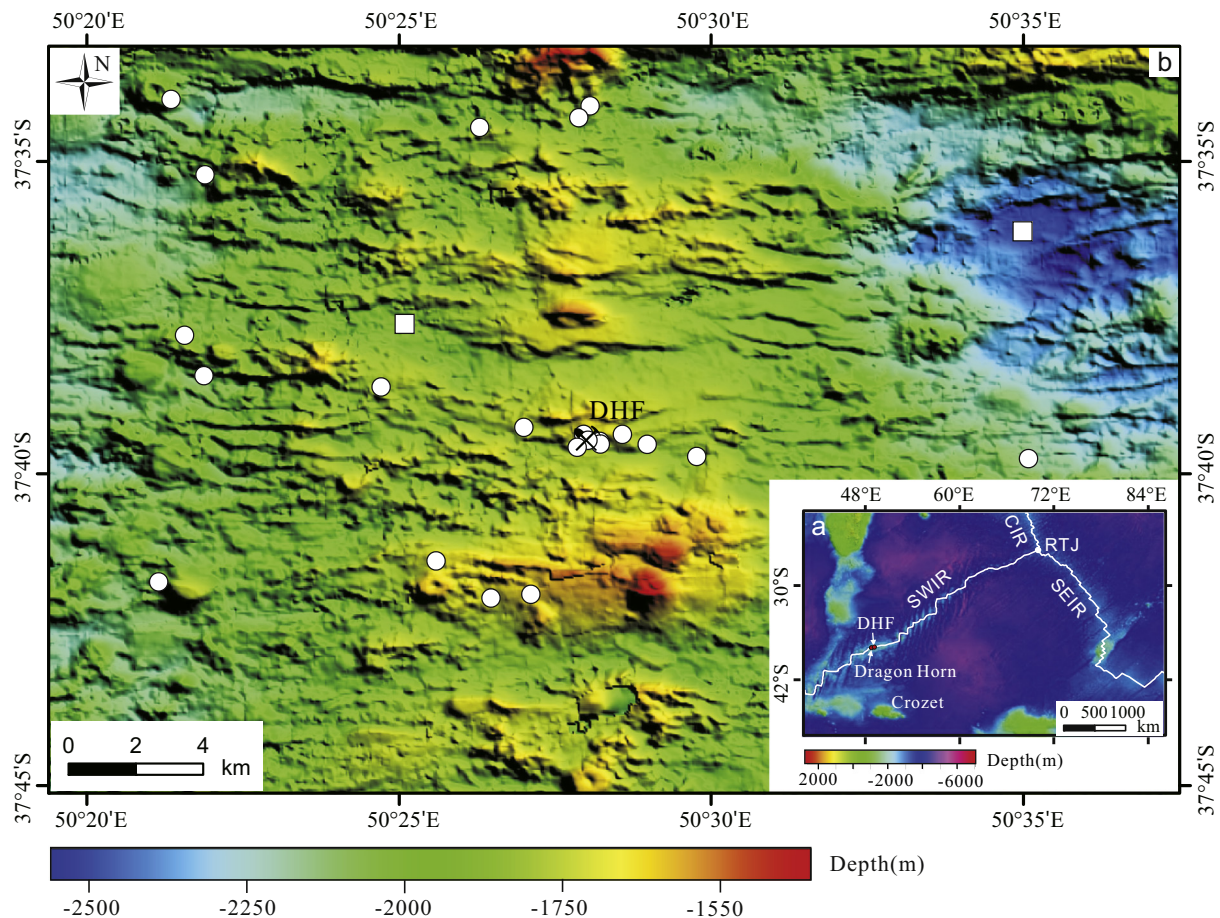 50°20'E 50°25'E 50°30'E 50°35'E
N
b
37°35'S 37°35'S
DHF
37°40'S 37°40'S
48°E 60°E 72°E 84°E
a
CIR
RTJ
30°S
SWIR
SEIR
DHF
Dragon Horn
42°S
Crozet
0 500 1000
km
2000 -2000 -6000 Depth(m)
0 2 4
km
37°45'S 37°45'S
50°20'E 50°25'E 50°30'E 50°35'E
Depth(m)
-2500 -2250 -2000 -1750 -1550